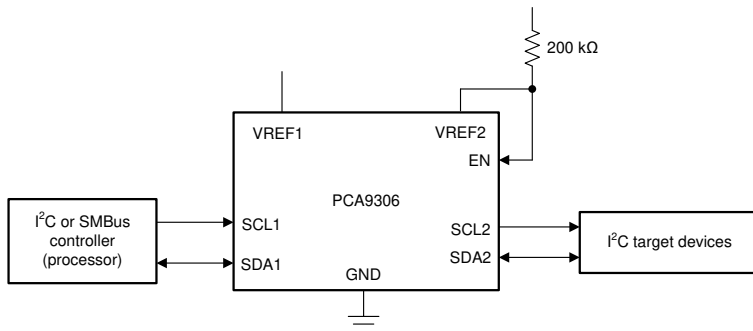 200 kΩ
VREF1
VREF2
EN
PCA9306
I²C or SMBus
controller
(processor)
SCL1
SDA1
SCL2
SDA2
GND
I²C target devices